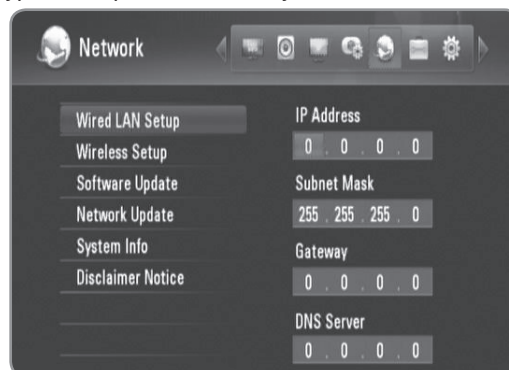 Network
Wired LAN Setup
Wireless Setup
Software Update
Network Update
System Info
Disclaimer Notice
IP Address
0 . 0 . 0 . 0
Subnet Mask
255 . 255 . 255 . 0
Gateway
0 . 0 . 0 . 0
DNS Server
0 . 0 . 0 . 0